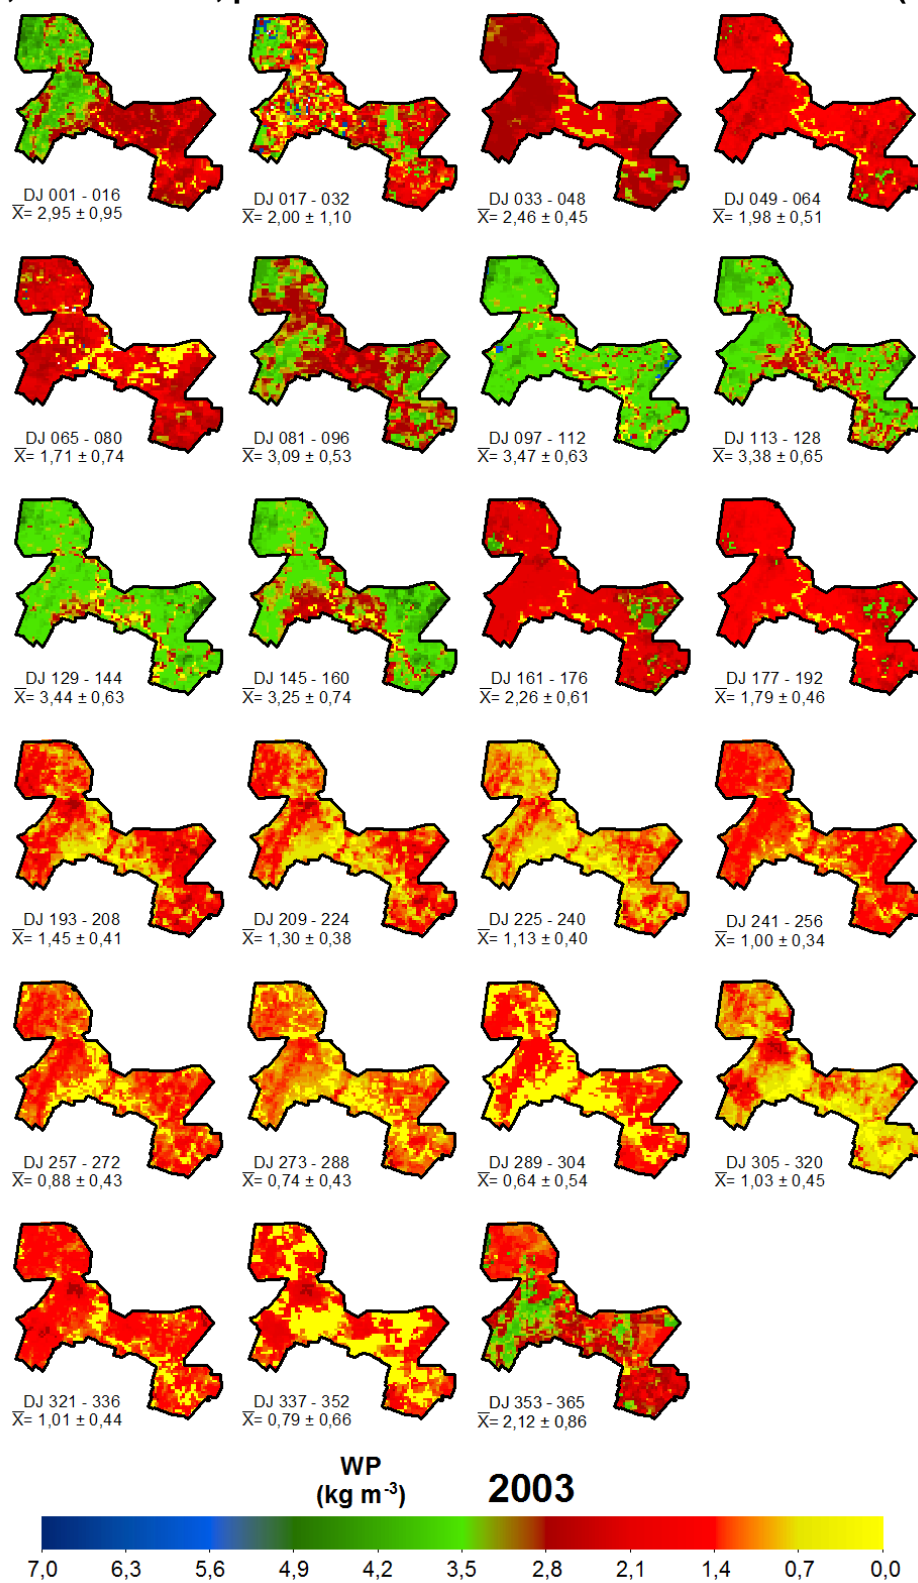 DJ 001 - 016
X= 2,95 ± 0,95
DJ 017 - 032
X= 2,00 ± 1,10
DJ 033 - 048
X= 2,46 ± 0,45
DJ 049 - 064
X= 1,98 ± 0,51
DJ 065 - 080
X= 1,71 ± 0,74
DJ 081 - 096
X= 3,09 ± 0,53
DJ 097 - 112
X= 3,47 ± 0,63
DJ 113 - 128
X= 3,38 ± 0,65
DJ 129 - 144
X= 3,44 ± 0,63
DJ 145 - 160
X= 3,25 ± 0,74
DJ 161 - 176
X= 2,26 ± 0,61
DJ 177 - 192
X= 1,79 ± 0,46
DJ 193 - 208
X= 1,45 ± 0,41
DJ 209 - 224
X= 1,30 ± 0,38
DJ 225 - 240
X= 1,13 ± 0,40
DJ 241 - 256
X= 1,00 ± 0,34
DJ 257 - 272
X= 0,88 ± 0,43
DJ 273 - 288
X= 0,74 ± 0,43
DJ 289 - 304
X= 0,64 ± 0,54
DJ 305 - 320
X= 1,03 ± 0,45
DJ 321 - 336
X= 1,01 ± 0,44
DJ 337 - 352
X= 0,79 ± 0,66
DJ 353 - 365
X= 2,12 ± 0,86
WP
(kg m⁻³)
2003
7,0 6,3 5,6 4,9 4,2 3,5 2,8 2,1 1,4 0,7 0,0